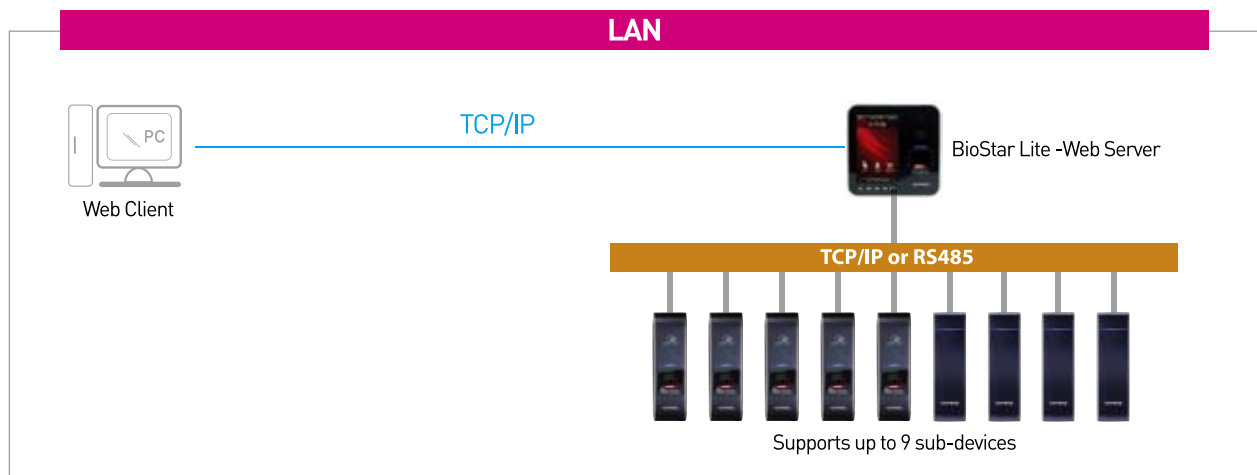 LAN
TCP/IP
PC
BioStar Lite -Web Server
Web Client
TCP/IP or RS485
Supports up to 9 sub-devices